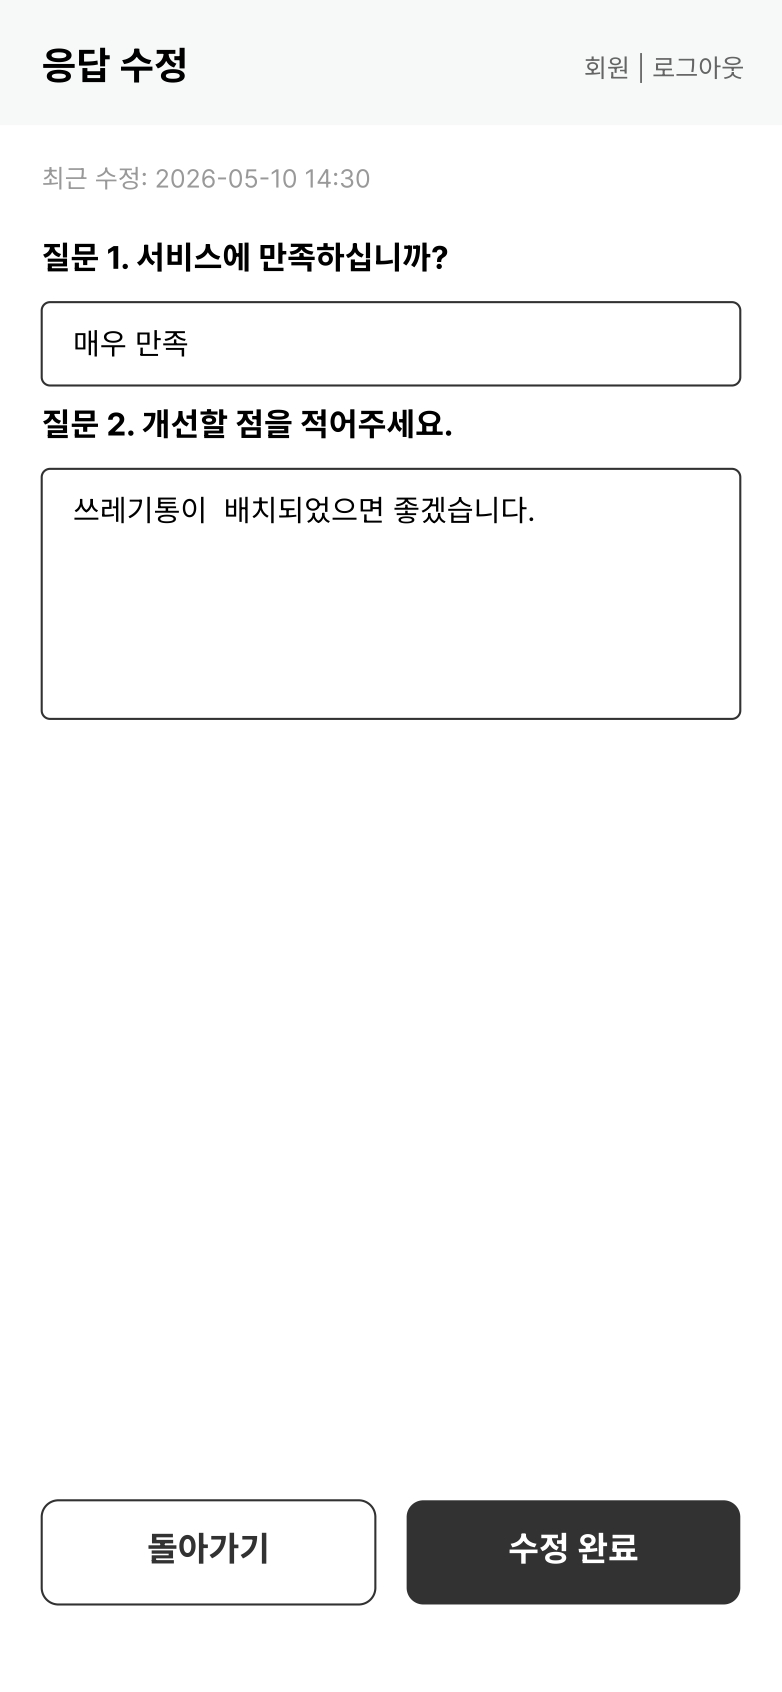 응답 수정
회원 | 로그아웃
최근 수정: 2026-05-10 14:30
질문 1. 서비스에 만족하십니까?
매우 만족
질문 2. 개선할 점을 적어주세요.
쓰레기통이  배치되었으면 좋겠습니다.
돌아가기
수정 완료